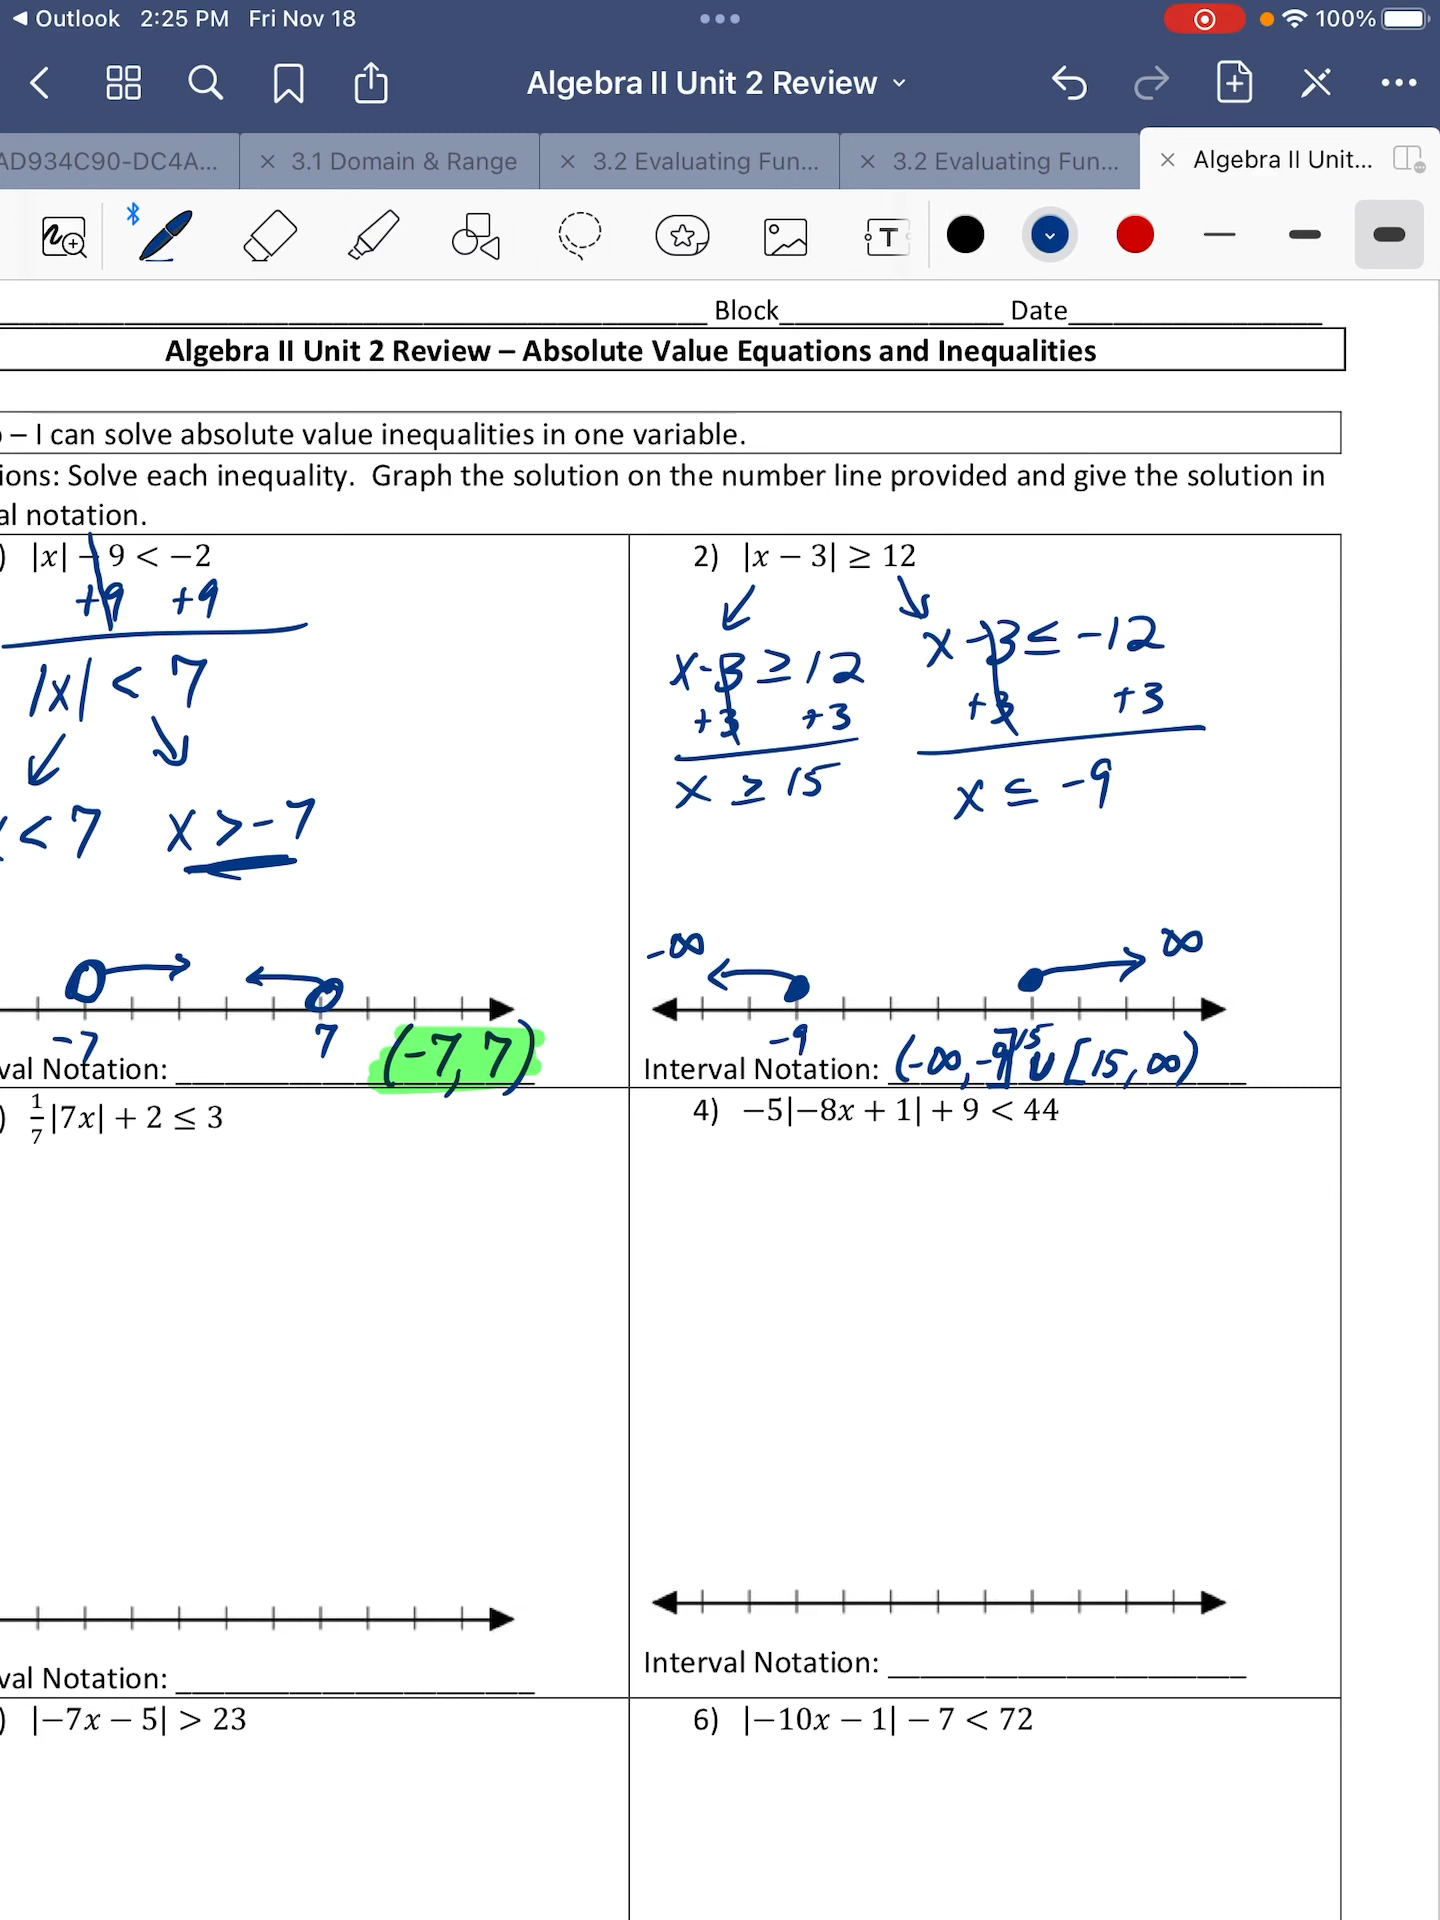 Outlook 2:25 PM Fri Nov 18 100%
Algebra II Unit 2 Review
AD934C90-DC4A... 3.1 Domain & Range 3.2 Evaluating Fun... 3.2 Evaluating Fun... Algebra II Unit...
T
Block Date
Algebra II Unit 2 Review – Absolute Value Equations and Inequalities
– I can solve absolute value inequalities in one variable.
ions: Solve each inequality. Graph the solution on the number line provided and give the solution in
al notation.
) |x| − 9 < −2
+9 +9
|x| < 7
< 7 x > -7
-7 7 (-7, 7)
val Notation:
2) |x − 3| ≥ 12
x-3 ≥ 12 x-3 ≤ -12
+3 +3 +3 +3
x ≥ 15 x ≤ -9
-∞ ∞
-9 15
Interval Notation: (-∞, -9] ∪ [15, ∞)
) 1/7|7x| + 2 ≤ 3
val Notation:
4) −5|−8x + 1| + 9 < 44
Interval Notation:
) |−7x − 5| > 23
6) |−10x − 1| − 7 < 72